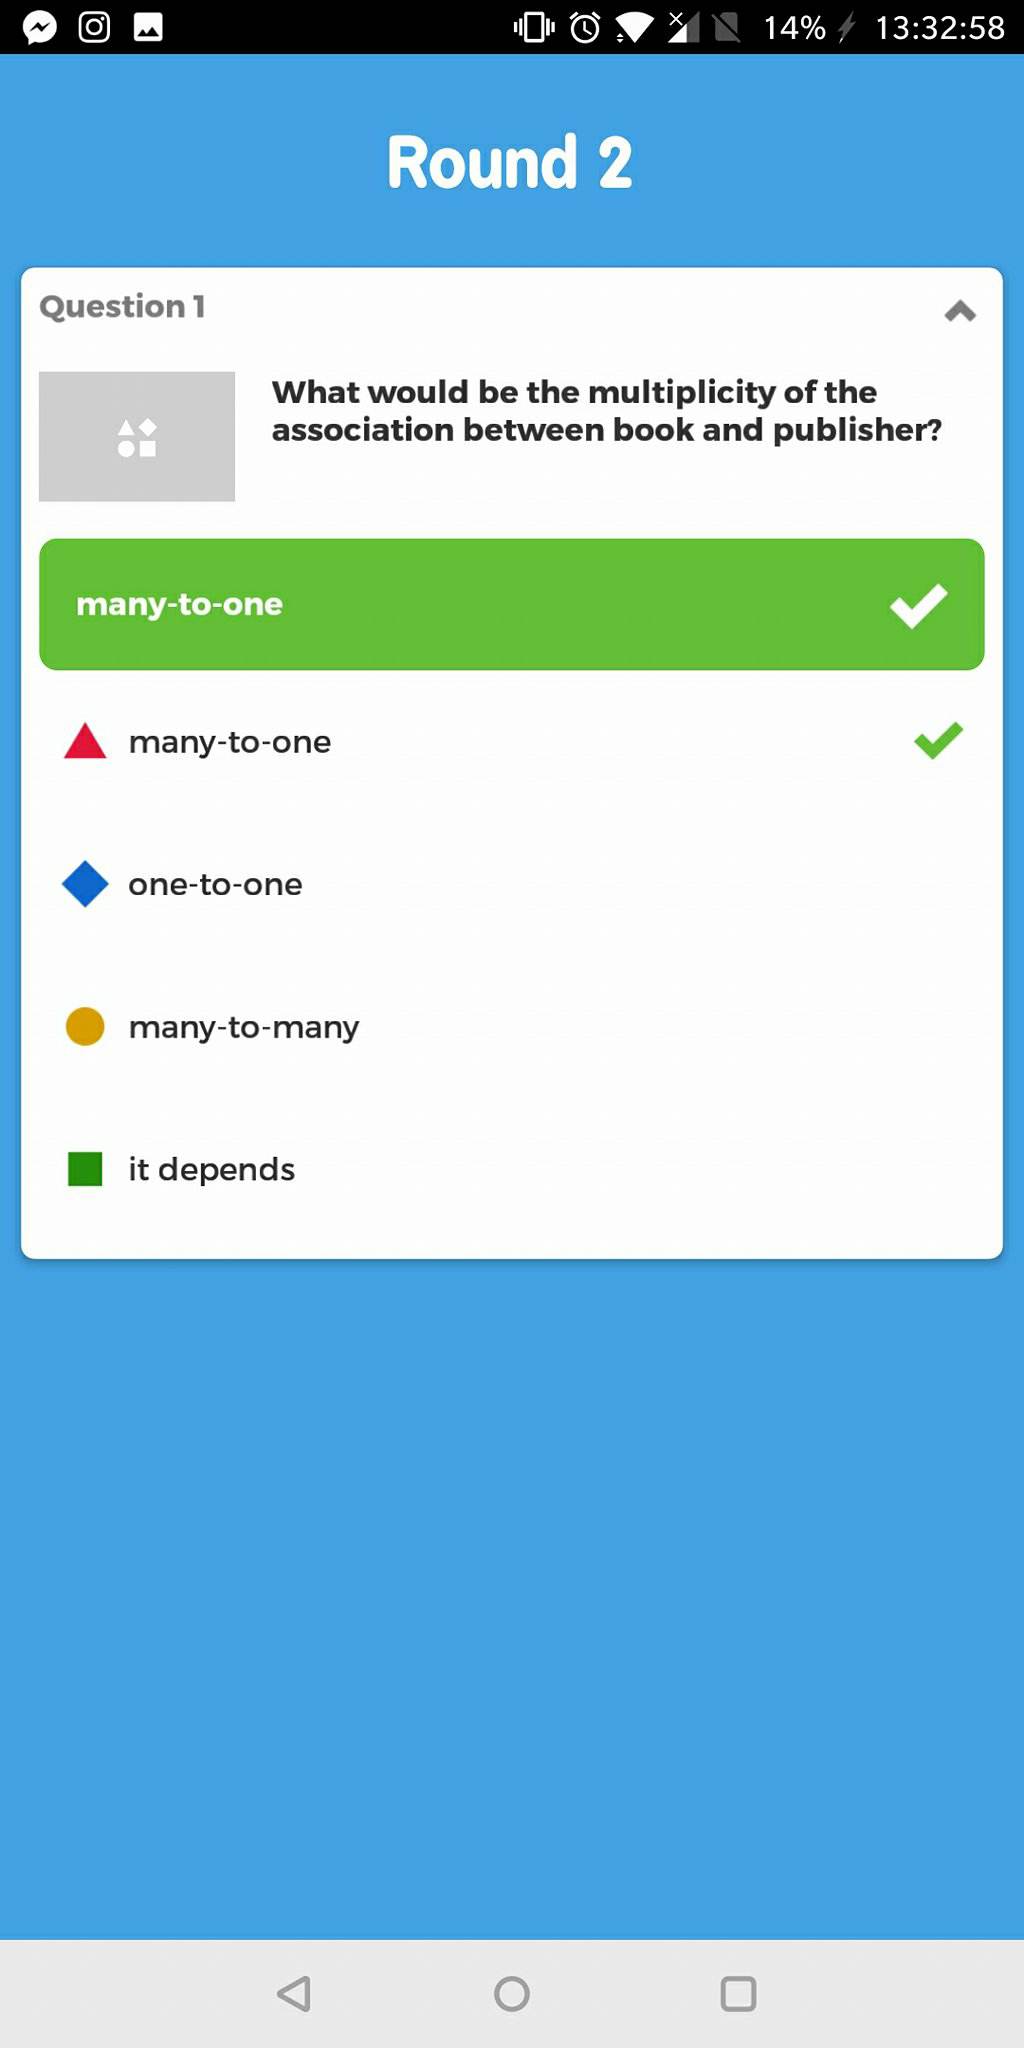 14% 13:32:58
Round 2
Question 1
What would be the multiplicity of the
association between book and publisher?
many-to-one
many-to-one
one-to-one
many-to-many
it depends